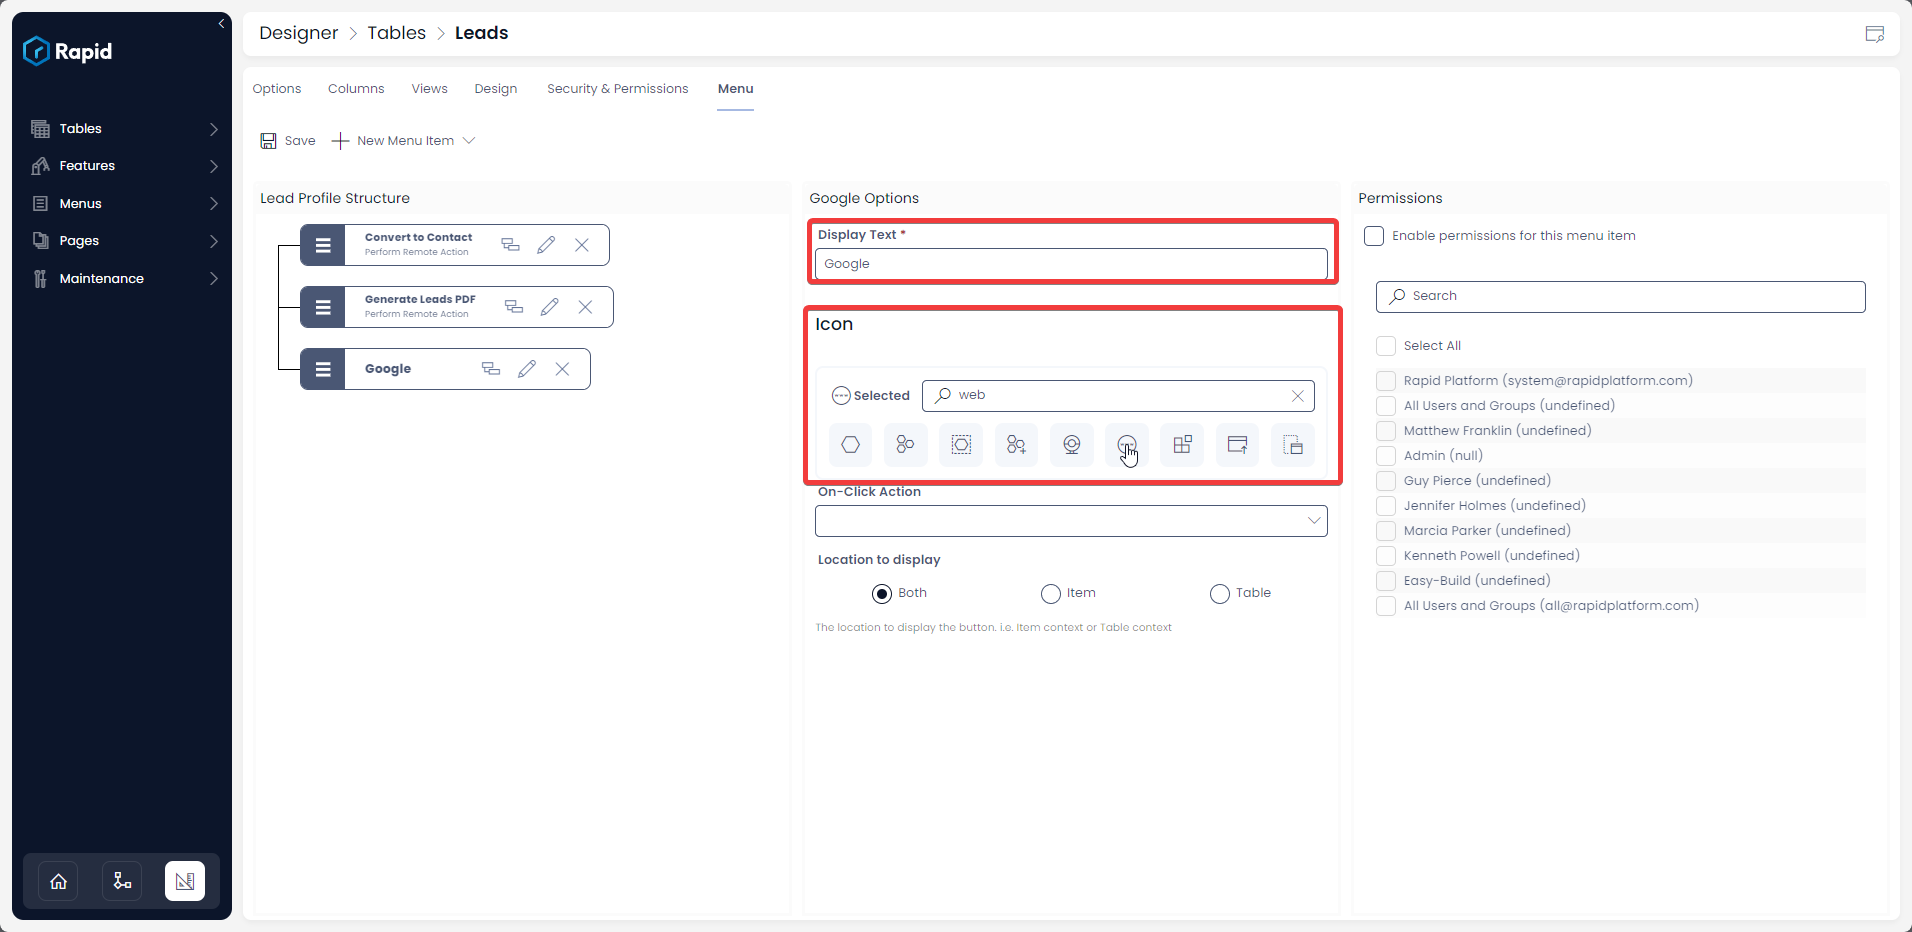 Rapid
Tables
Features
Menus
Pages
Maintenance
Designer > Tables > Leads
Options Columns Views Design Security & Permissions Menu
Save New Menu Item
Lead Profile Structure
Convert to Contact
Perform Remote Action
Generate Leads PDF
Perform Remote Action
Google
Google Options
Display Text *
Google
Icon
Selected web
On-Click Action
Location to display
Both Item Table
The location to display the button. i.e. Item context or Table context
Permissions
Enable permissions for this menu item
Search
Select All
Rapid Platform (system@rapidplatform.com)
All Users and Groups (undefined)
Matthew Franklin (undefined)
Admin (null)
Guy Pierce (undefined)
Jennifer Holmes (undefined)
Marcia Parker (undefined)
Kenneth Powell (undefined)
Easy-Build (undefined)
All Users and Groups (all@rapidplatform.com)